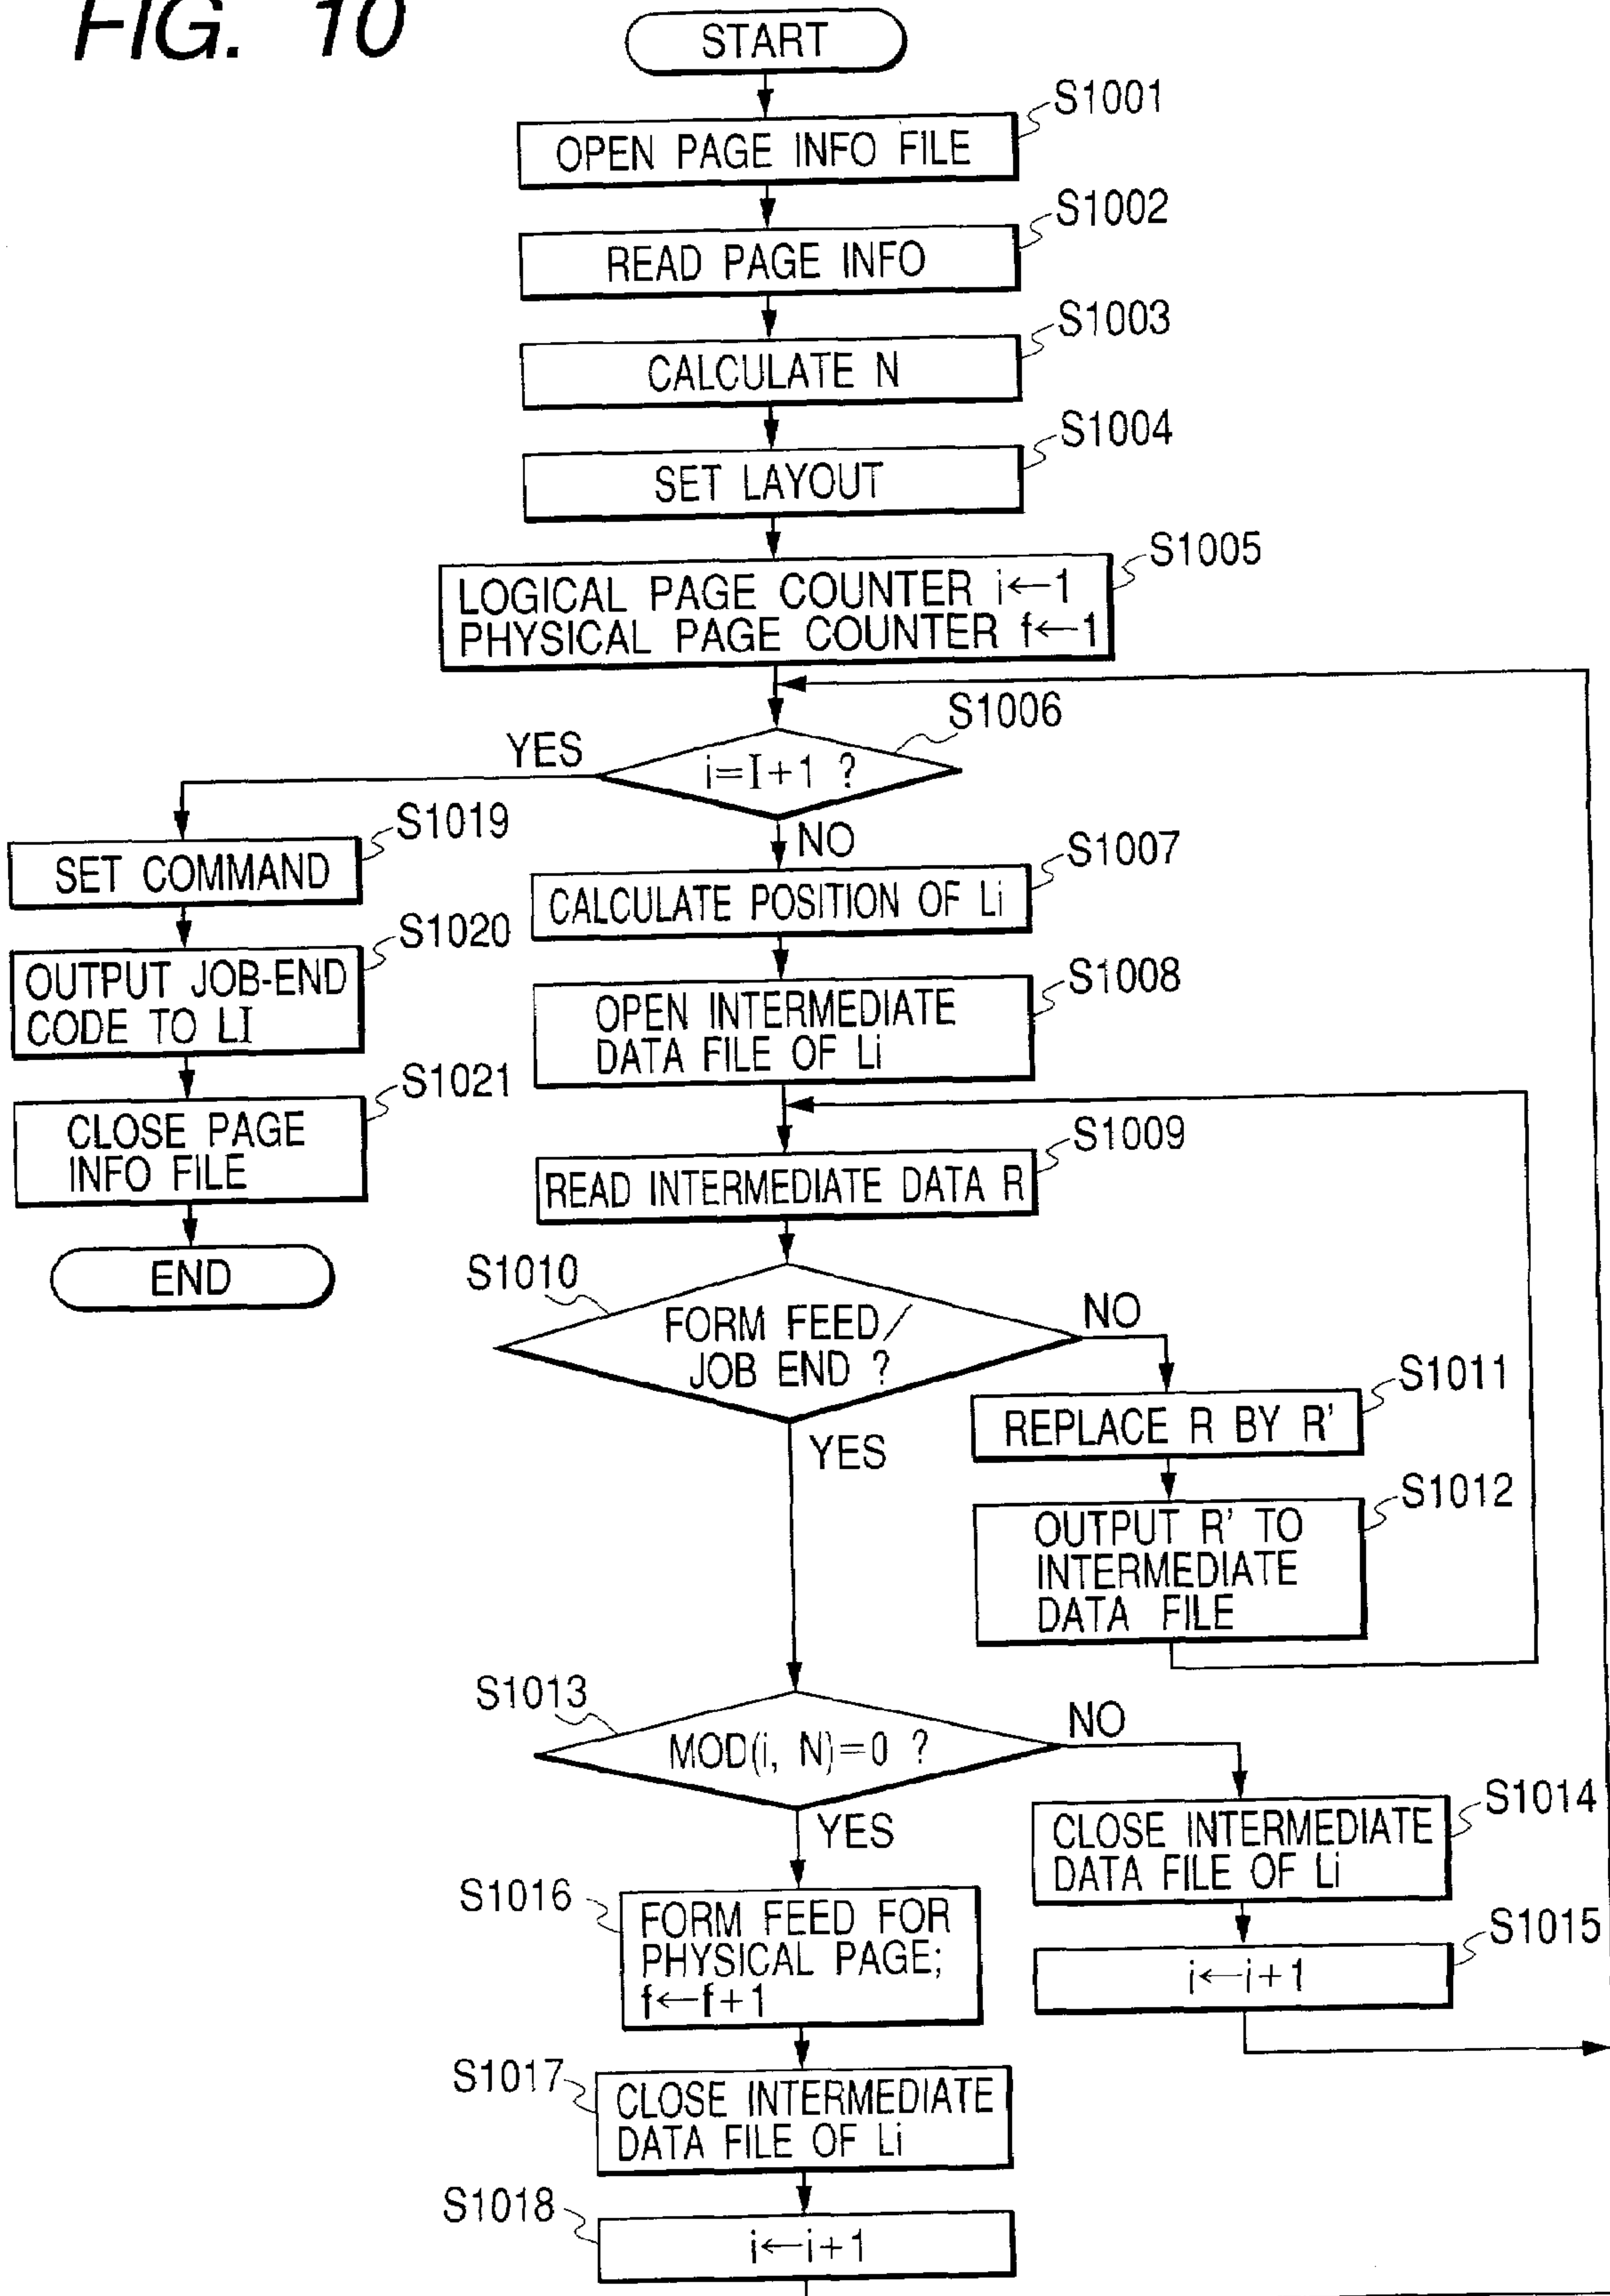 FIG. 10
START
S1001
OPEN PAGE INFO FILE
S1002
READ PAGE INFO
S1003
CALCULATE N
S1004
SET LAYOUT
S1005
LOGICAL PAGE COUNTER i←1
PHYSICAL PAGE COUNTER f←1
S1006
YES
i=I+1 ?
NO
S1019
SET COMMAND
S1020
OUTPUT JOB-END
CODE TO LI
S1021
CLOSE PAGE
INFO FILE
END
S1007
CALCULATE POSITION OF Li
S1008
OPEN INTERMEDIATE
DATA FILE OF Li
S1009
READ INTERMEDIATE DATA R
S1010
FORM FEED/
JOB END ?
NO
YES
S1011
REPLACE R BY R'
S1012
OUTPUT R' TO
INTERMEDIATE
DATA FILE
S1013
MOD(i, N)=0 ?
NO
YES
S1014
CLOSE INTERMEDIATE
DATA FILE OF Li
S1015
i←i+1
S1016
FORM FEED FOR
PHYSICAL PAGE;
f←f+1
S1017
CLOSE INTERMEDIATE
DATA FILE OF Li
S1018
i←i+1